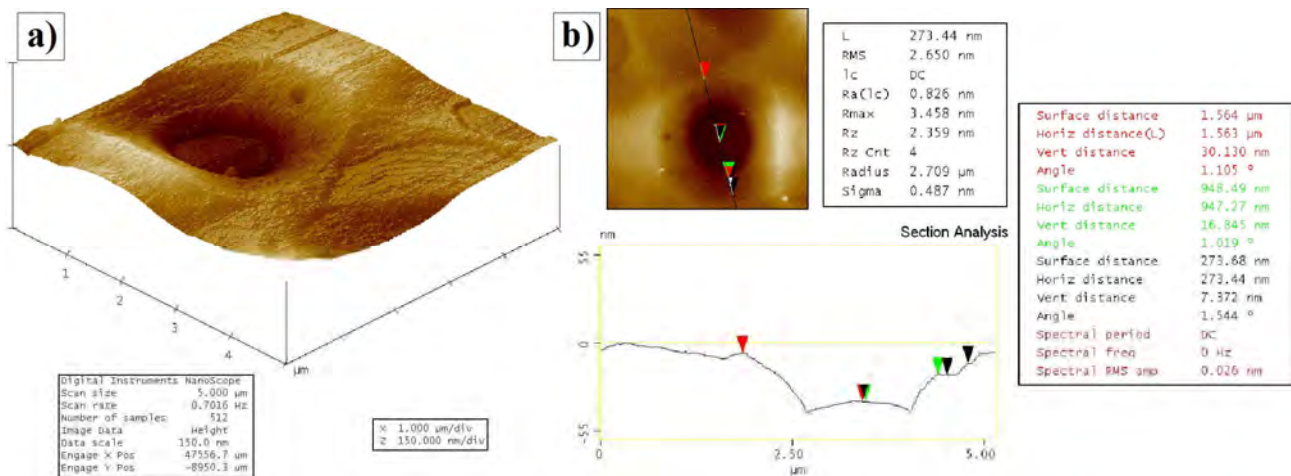 a)
1
2
3
4
µm
Digital Instruments NanoScope
Scan size 5.000 µm
Scan rate 0.7016 Hz
Number of samples 512
Image Data Height
Data scale 150.0 nm
Engage X Pos 47556.7 µm
Engage Y Pos -8950.3 µm
X 1.000 µm/div
Z 150.000 nm/div
b)
L 273.44 nm
RMS 2.650 nm
lc DC
Ra(lc) 0.826 nm
Rmax 3.458 nm
Rz 2.359 nm
Rz Cnt 4
Radius 2.709 µm
Sigma 0.487 nm
Surface distance 1.564 µm
Horiz distance(L) 1.563 µm
Vert distance 30.130 nm
Angle 1.105 °
Surface distance 948.49 nm
Horiz distance 947.27 nm
Vert distance 16.845 nm
Angle 1.019 °
Surface distance 273.68 nm
Horiz distance 273.44 nm
Vert distance 7.372 nm
Angle 1.544 °
Spectral period DC
Spectral freq 0 Hz
Spectral RMS amp 0.026 nm
nm
Section Analysis
55
0
-55
2.50
5.00
µm